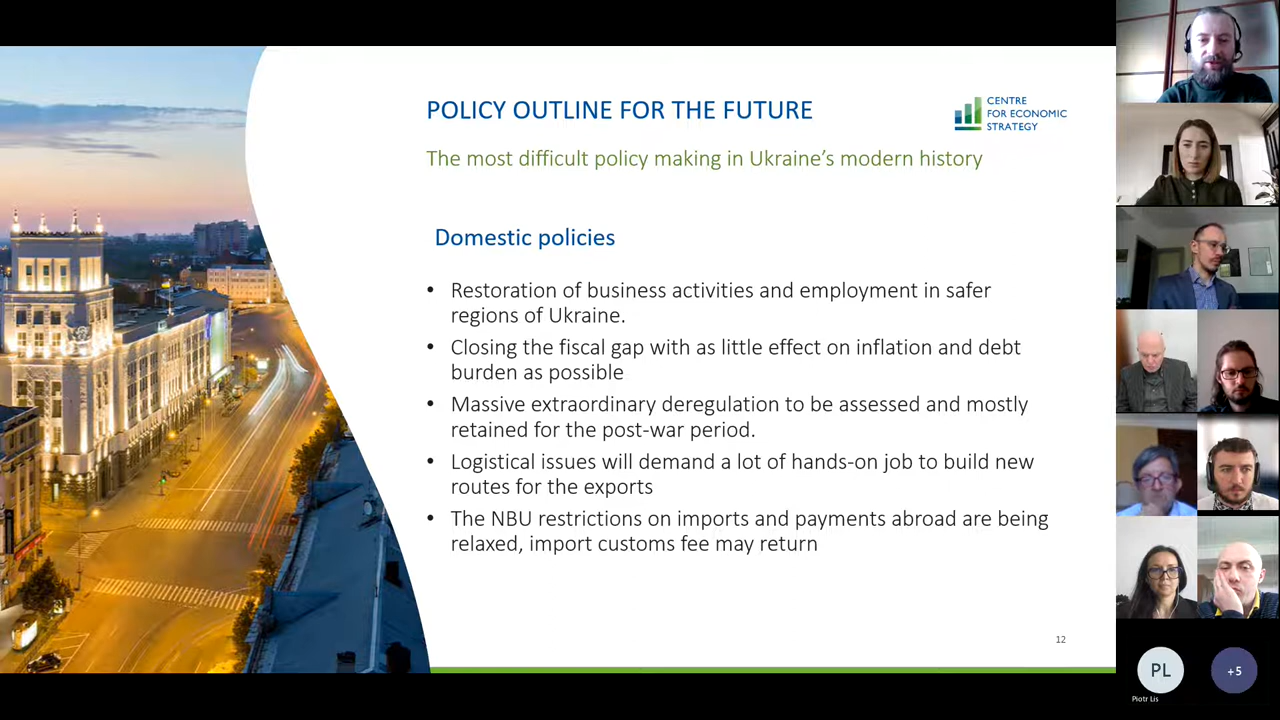 POLICY OUTLINE FOR THE FUTURE
CENTRE
FOR ECONOMIC
STRATEGY
The most difficult policy making in Ukraine’s modern history
Domestic policies
• Restoration of business activities and employment in safer
regions of Ukraine.
• Closing the fiscal gap with as little effect on inflation and debt
burden as possible
• Massive extraordinary deregulation to be assessed and mostly
retained for the post-war period.
• Logistical issues will demand a lot of hands-on job to build new
routes for the exports
• The NBU restrictions on imports and payments abroad are being
relaxed, import customs fee may return
12
PL
+5
Piotr Lis